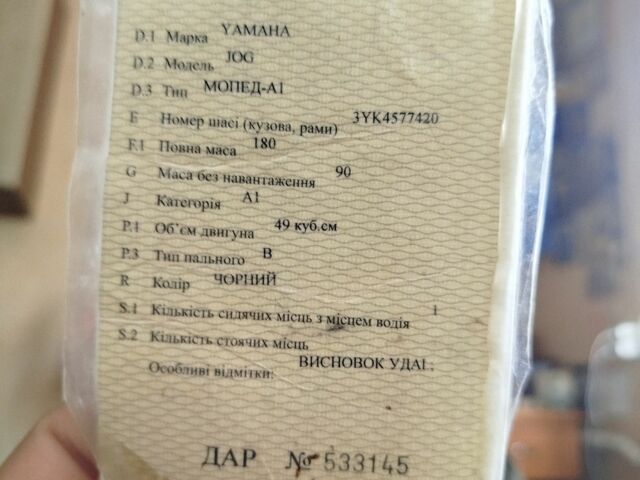 D.1 Марка YAMAHA
D.2 Модель JOG
D.3 Тип МОПЕД-А1
E Номер шасі (кузова, рами) 3YK4577420
F.1 Повна маса 180
G Маса без навантаження 90
J Категорія А1
P.1 Об'єм двигуна 49 куб.см
P.3 Тип пального В
R Колір ЧОРНИЙ
S.1 Кількість сидячих місць з місцем водія 1
S.2 Кількість стоячих місць
Особливі відмітки: ВИСНОВОК УДАІ
ДАР № 533145